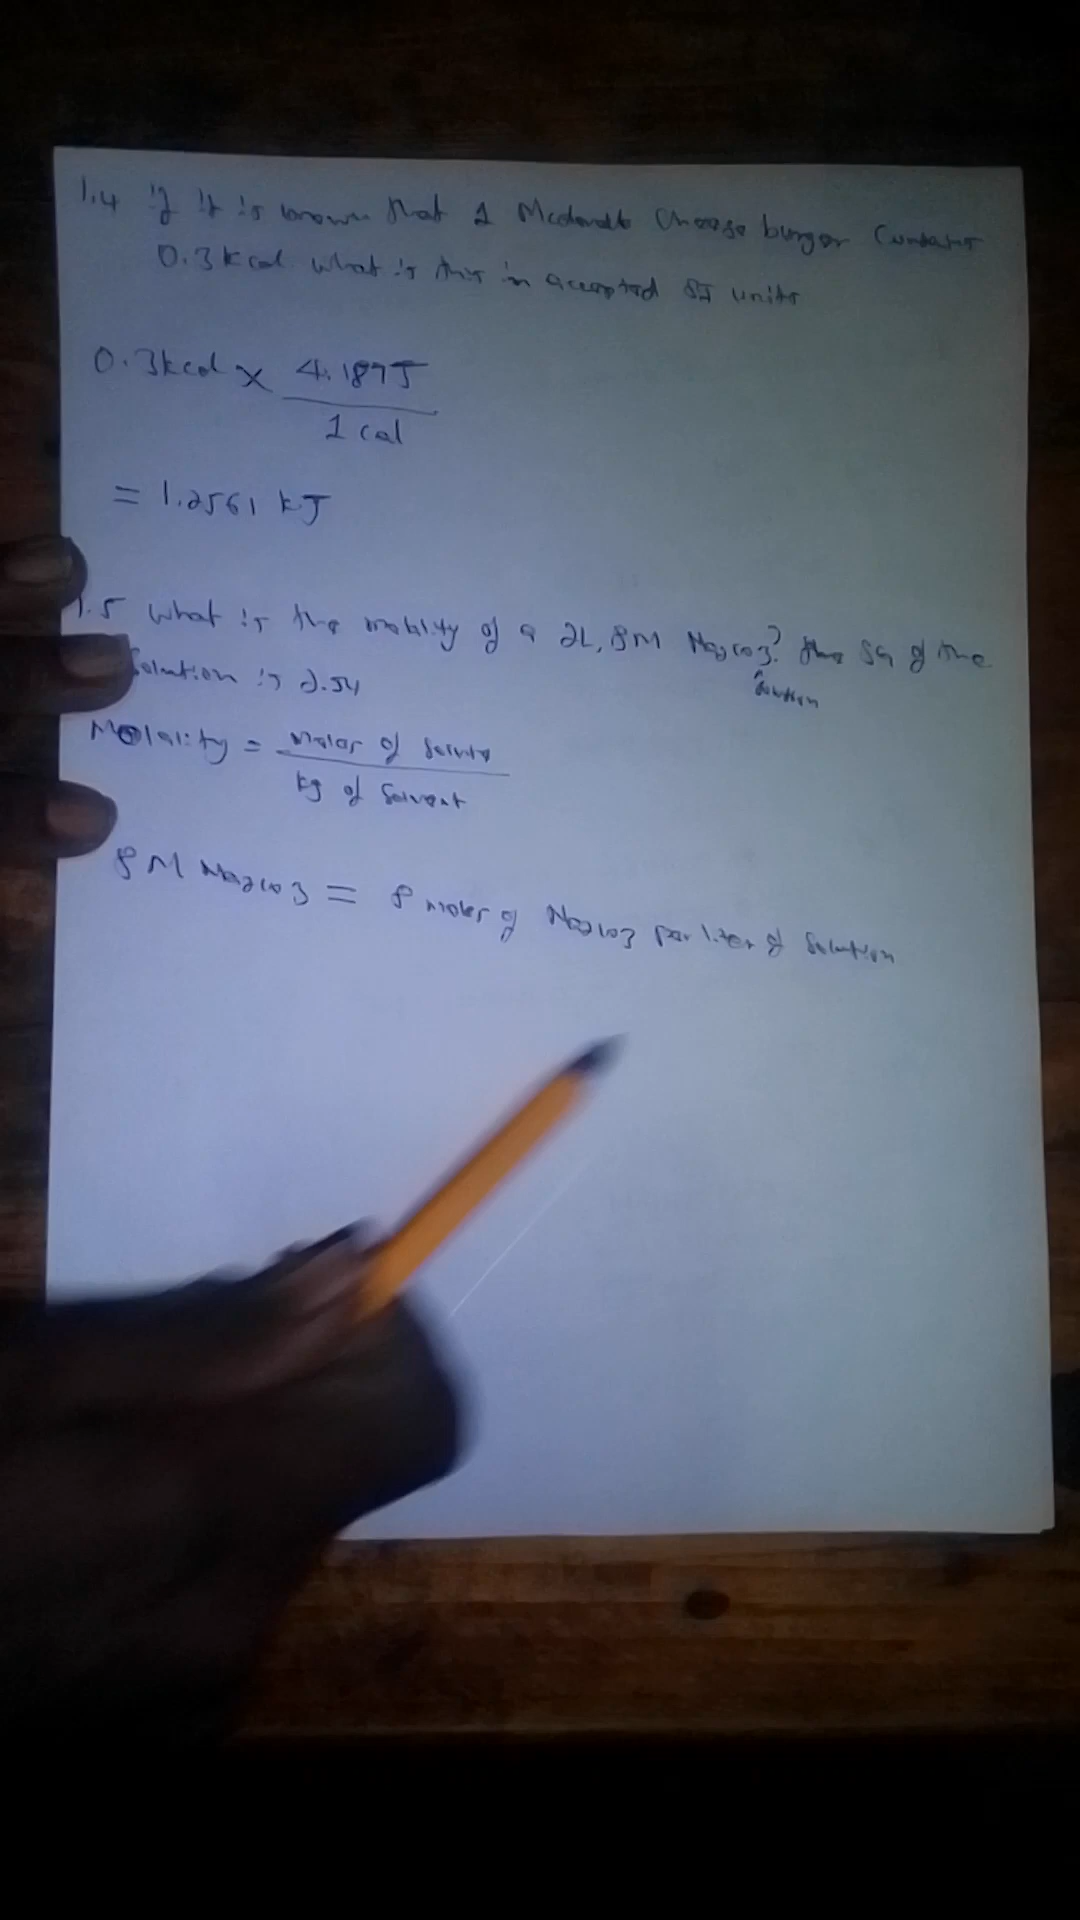 1.4 if it is known that 1 Mcdonalds Cheese burger Contains
0.3kcal what is this in accepted SI units
0.3kcal × 4.187J
1 cal
= 1.2561 kJ
1.5 What is the molality of a 2L, 8M Na2CO3? the SG of the
solution
Solution is 2.54
Molality = moles of solute
kg of solvent
8M Na2CO3 = 8 moles of Na2CO3 per liter of solution